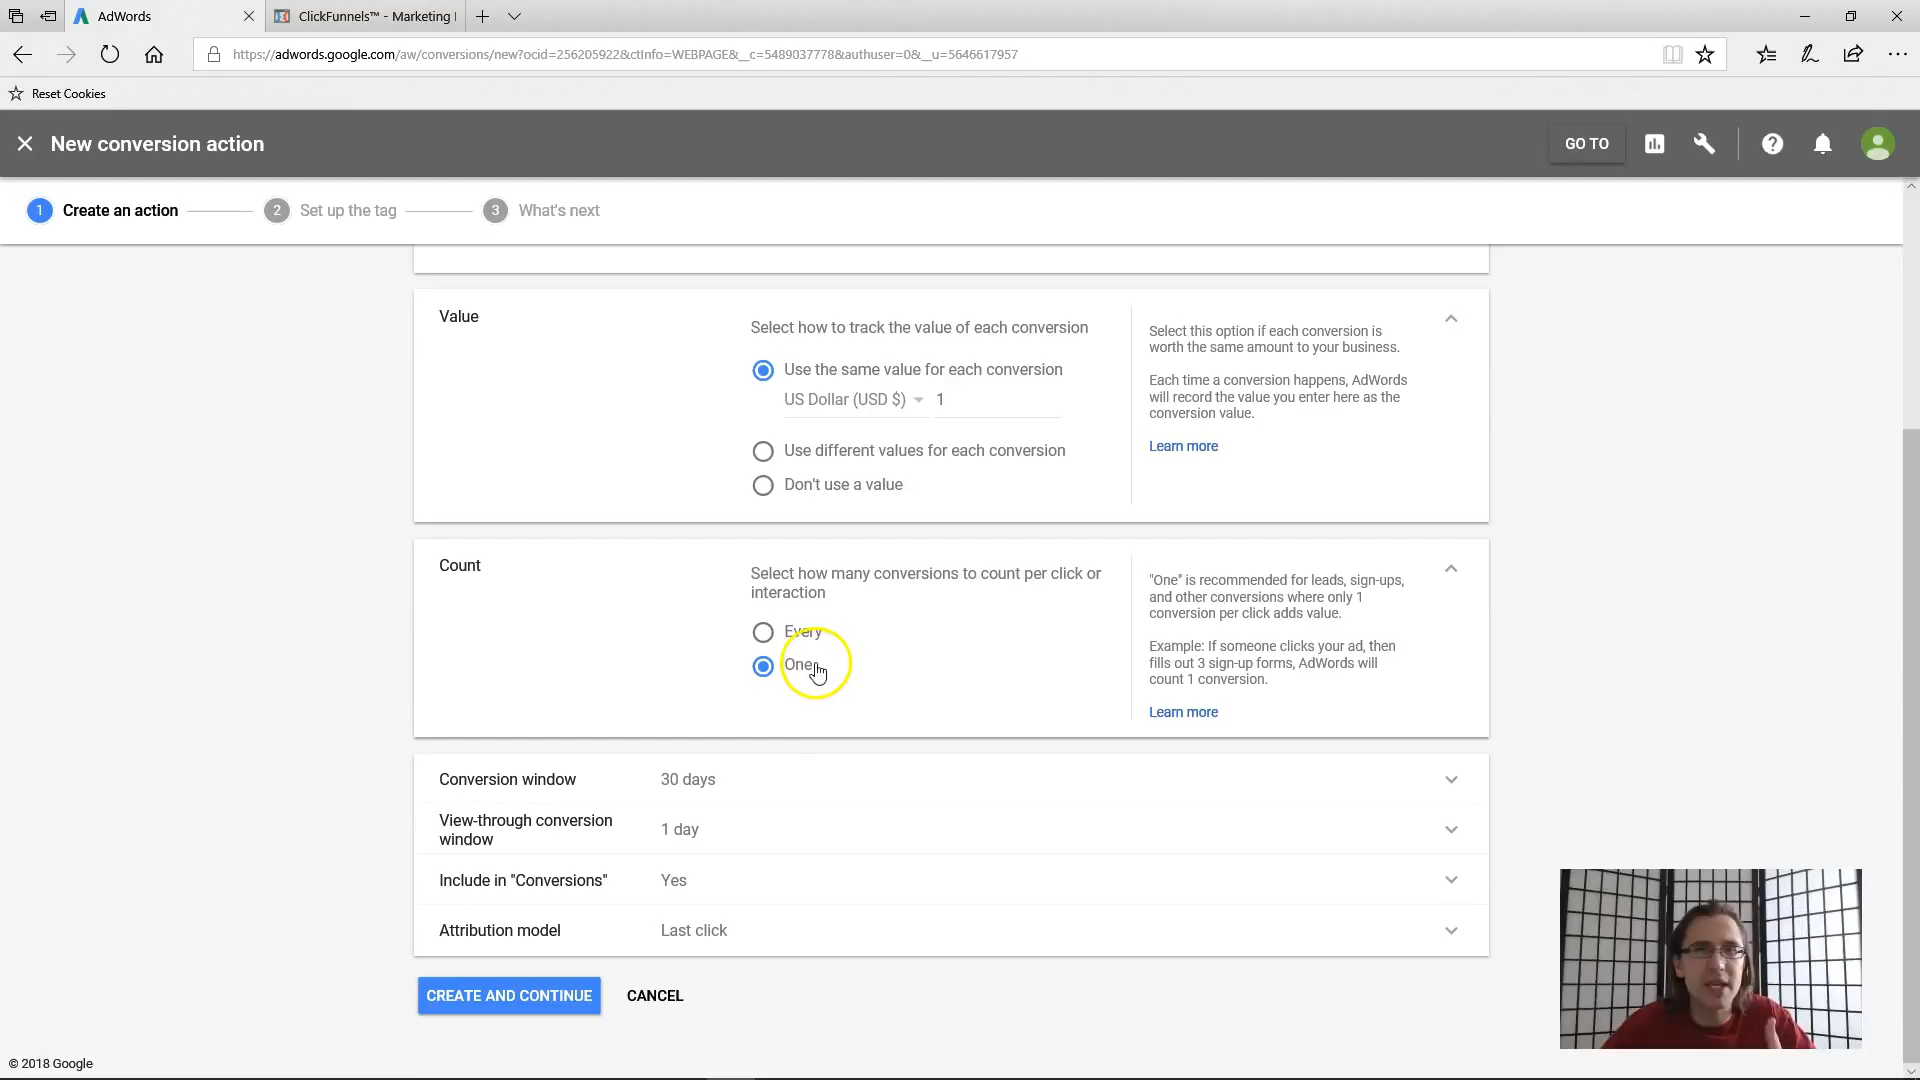 AdWords
ClickFunnels™ - Marketing
https://adwords.google.com/aw/conversions/new?ocid=256205922&ctInfo=WEBPAGE&__c=5489037778&authuser=0&__u=5646617957
Reset Cookies
New conversion action
GO TO
1 Create an action
2 Set up the tag
3 What's next
Value
Select how to track the value of each conversion
Use the same value for each conversion
US Dollar (USD $) 1
Use different values for each conversion
Don't use a value
Select this option if each conversion is
worth the same amount to your business.
Each time a conversion happens, AdWords
will record the value you enter here as the
conversion value.
Learn more
Count
Select how many conversions to count per click or
interaction
Every
One
"One" is recommended for leads, sign-ups,
and other conversions where only 1
conversion per click adds value.
Example: If someone clicks your ad, then
fills out 3 sign-up forms, AdWords will
count 1 conversion.
Learn more
Conversion window 30 days
View-through conversion
window
1 day
Include in "Conversions" Yes
Attribution model Last click
CREATE AND CONTINUE
CANCEL
© 2018 Google